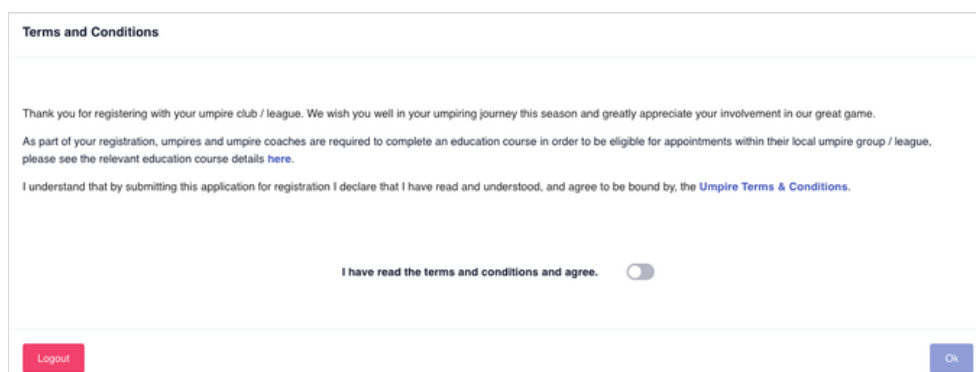 Terms and Conditions
Thank you for registering with your umpire club / league. We wish you well in your umpiring journey this season and greatly appreciate your involvement in our great game.
As part of your registration, umpires and umpire coaches are required to complete an education course in order to be eligible for appointments within their local umpire group / league,
please see the relevant education course details here.
I understand that by submitting this application for registration I declare that I have read and understood, and agree to be bound by, the Umpire Terms & Conditions.
I have read the terms and conditions and agree.
Logout
Ok